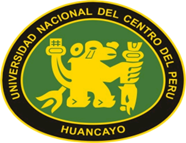 UNIVERSIDAD NACIONAL DEL CENTRO DEL PERU
HUANCAYO